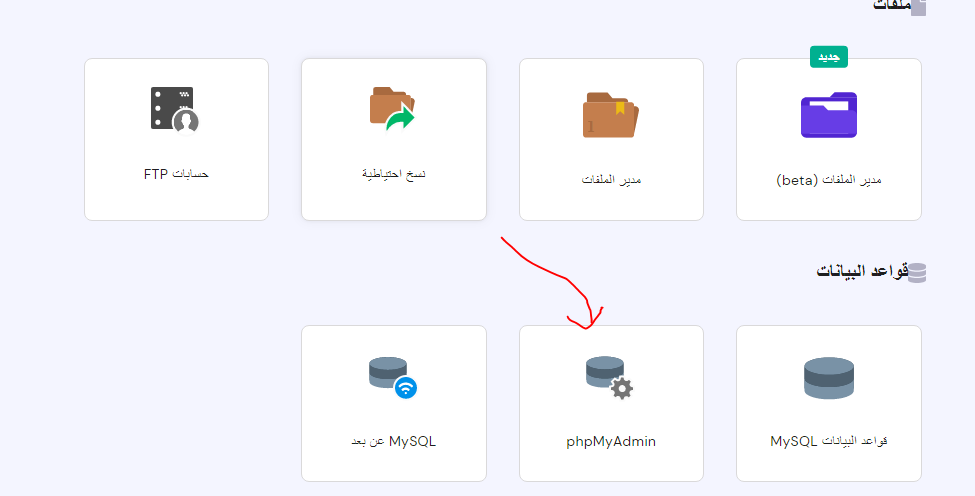 ملفات
جديد
مدير الملفات (beta)
مدير الملفات
نسخ احتياطية
حسابات FTP
قواعد البيانات
قواعد البيانات MySQL
phpMyAdmin
MySQL عن بعد